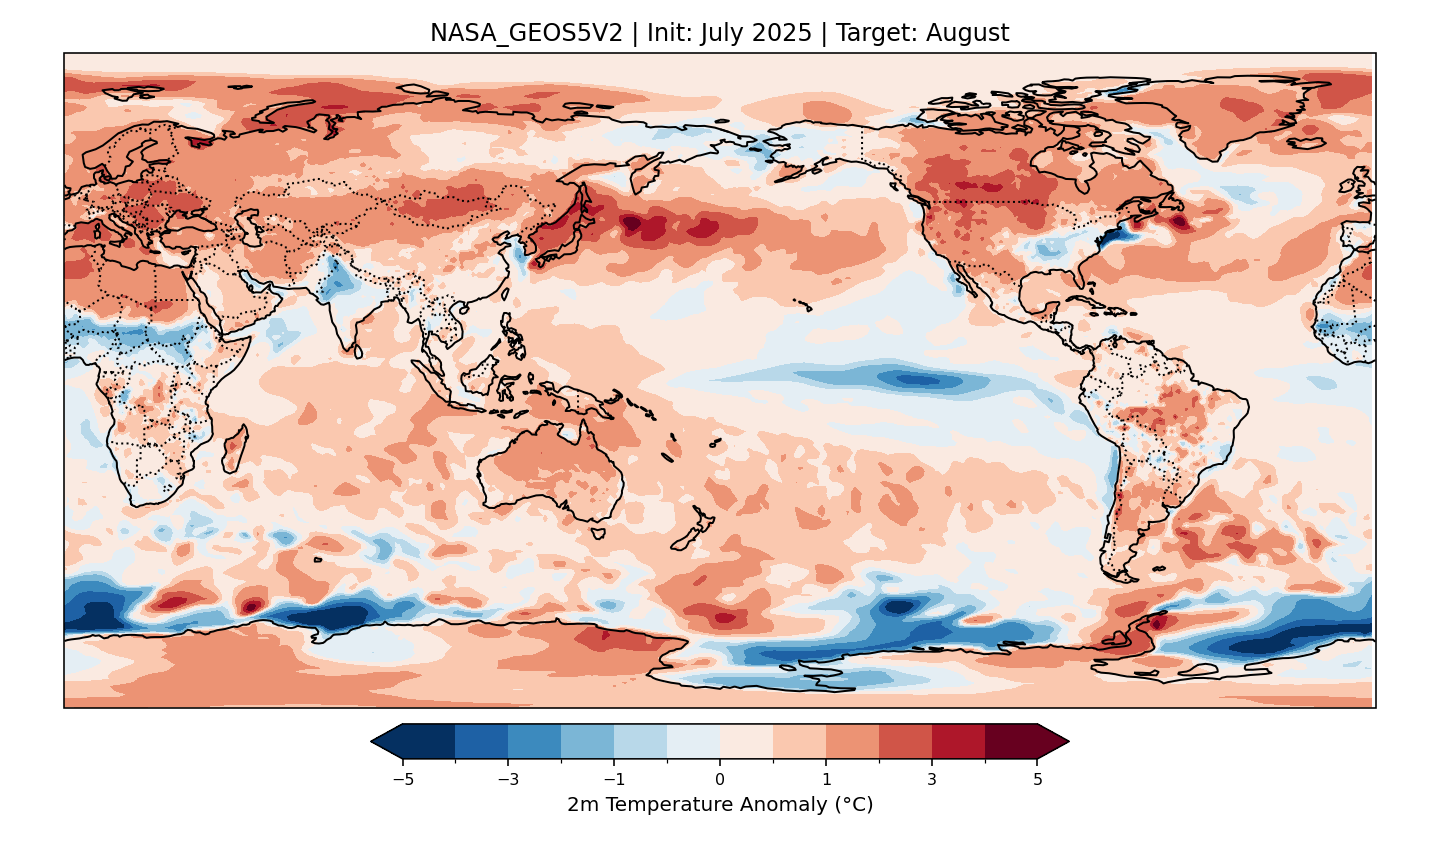 NASA_GEOS5V2 | Init: July 2025 | Target: August
−5 −3 −1 0 1 3 5
2m Temperature Anomaly (°C)